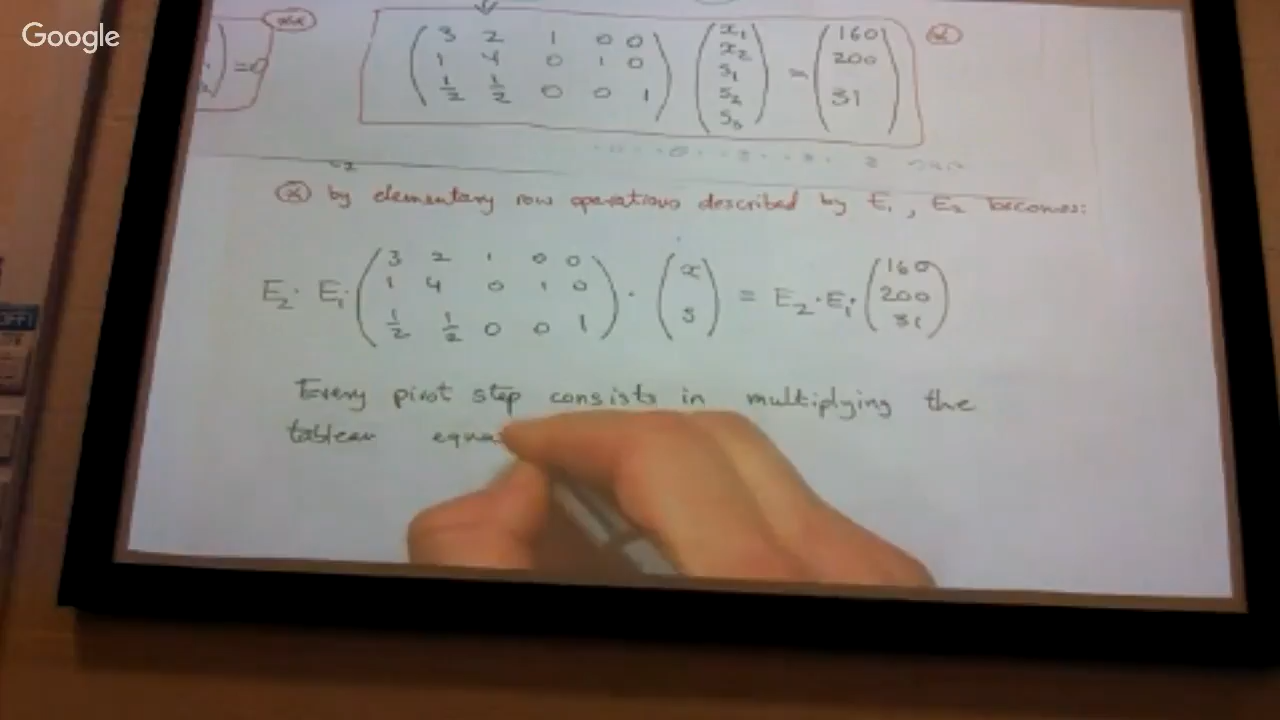 Google
=0
3 2 1 0 0 x₁ 160
1 4 0 1 0 x₂ = 200
½ ½ 0 0 1 s₁ s₂ s₃ 31
by elementary row operations described by E₁, E₂ becomes:
E₂· E₁· ( 3 2 1 0 0 ) · ( x ) = E₂·E₁· ( 160 )
1 4 0 1 0 200
½ ½ 0 0 1 s 31
Every pivot step consists in multiplying the
tableau equa
OFF